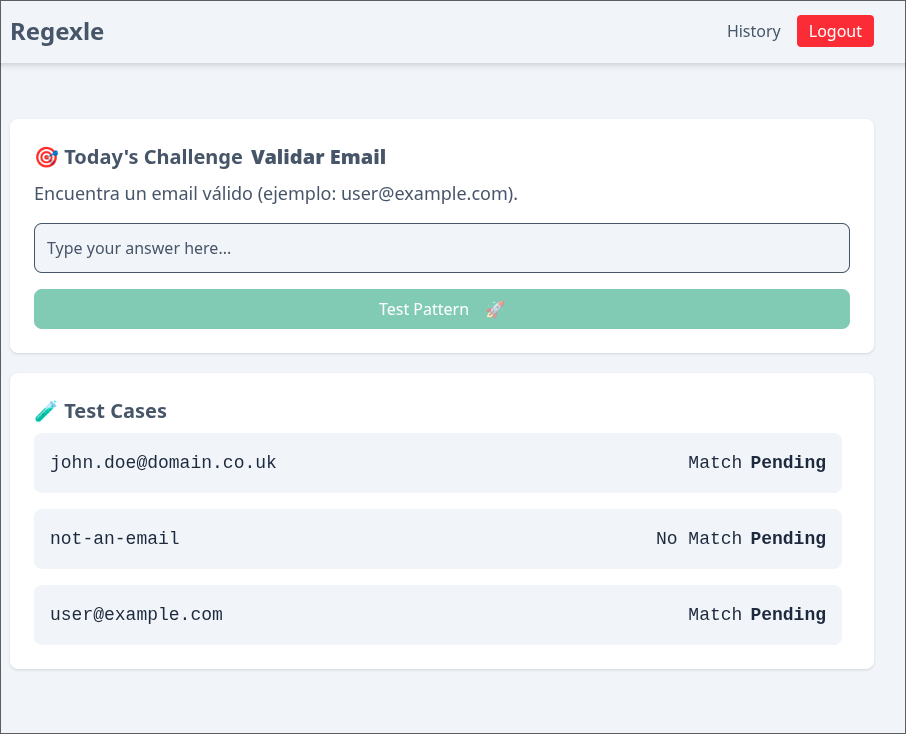 Regexle
History
Logout
🎯 Today's Challenge Validar Email
Encuentra un email válido (ejemplo: user@example.com).
Type your answer here...
Test Pattern 🚀
🧪 Test Cases
john.doe@domain.co.uk Match Pending
not-an-email No Match Pending
user@example.com Match Pending